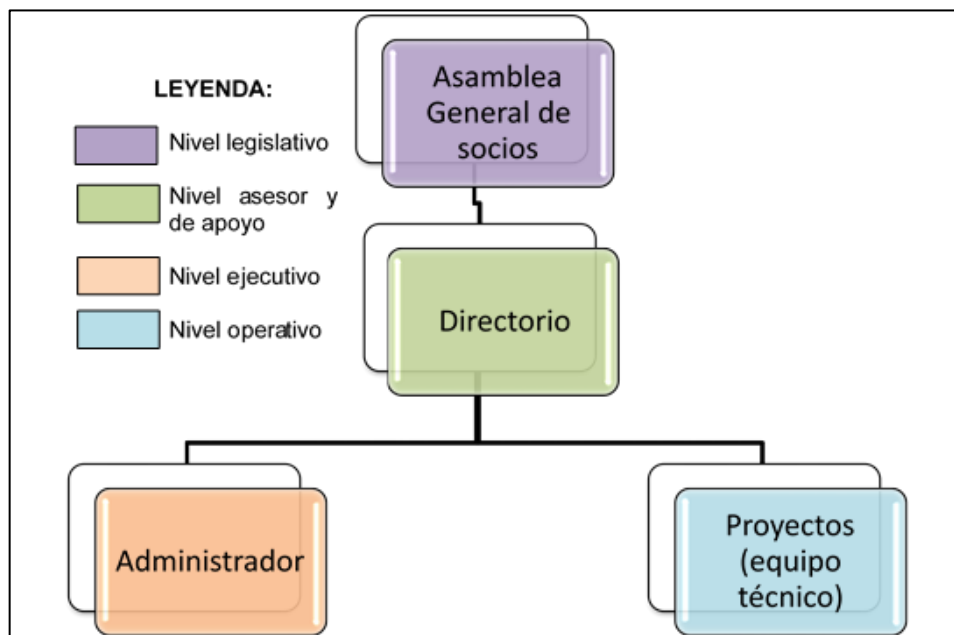 LEYENDA:
Nivel legislativo
Nivel asesor y
de apoyo
Nivel ejecutivo
Nivel operativo
Asamblea
General de
socios
Directorio
Administrador
Proyectos
(equipo
técnico)